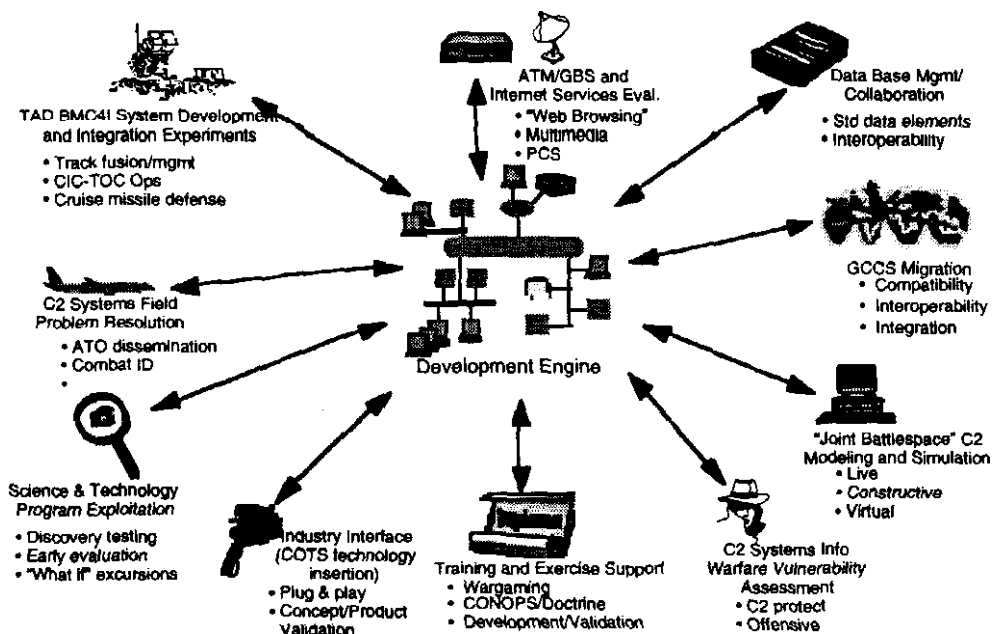 ATM/GBS and
Internet Services Eval.
• "Web Browsing"
• Multimedia
• PCS
Data Base Mgmt/
Collaboration
• Std data elements
• Interoperability
TAD BMC4I System Development
and Integration Experiments
• Track fusion/mgmt
• CIC-TOC Ops
• Cruise missile defense
GCCS Migration
• Compatibility
• Interoperability
• Integration
C2 Systems Field
Problem Resolution
• ATO dissemination
• Combat ID
•
Development Engine
"Joint Battlespace" C2
Modeling and Simulation
• Live
• Constructive
• Virtual
Science & Technology
Program Exploitation
• Discovery testing
• Early evaluation
• "What if" excursions
Industry Interface
(COTS technology
insertion)
• Plug & play
• Concept/Product
Validation
Training and Exercise Support
• Wargaming
• CONOPS/Doctrine
• Development/Validation
C2 Systems Info
Warfare Vulnerability
Assessment
• C2 protect
• Offensive